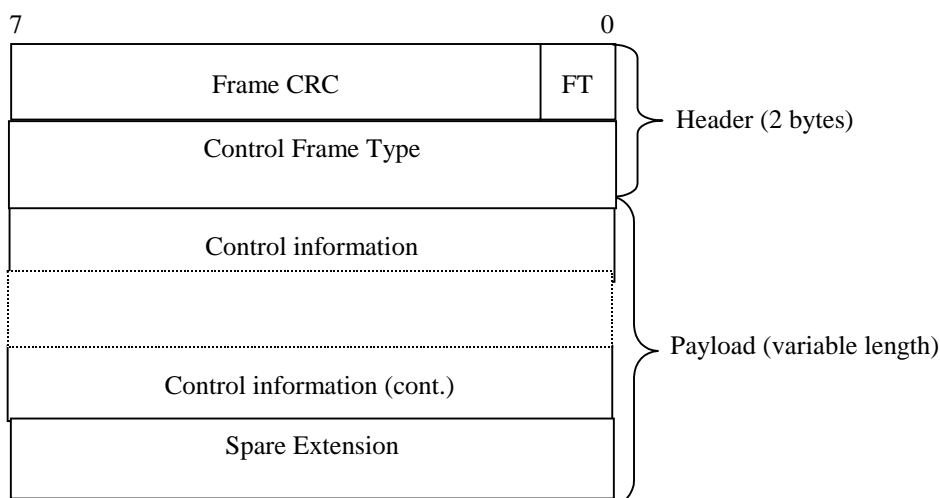 7 0
Frame CRC FT
Header (2 bytes)
Control Frame Type
Control information
Payload (variable length)
Control information (cont.)
Spare Extension